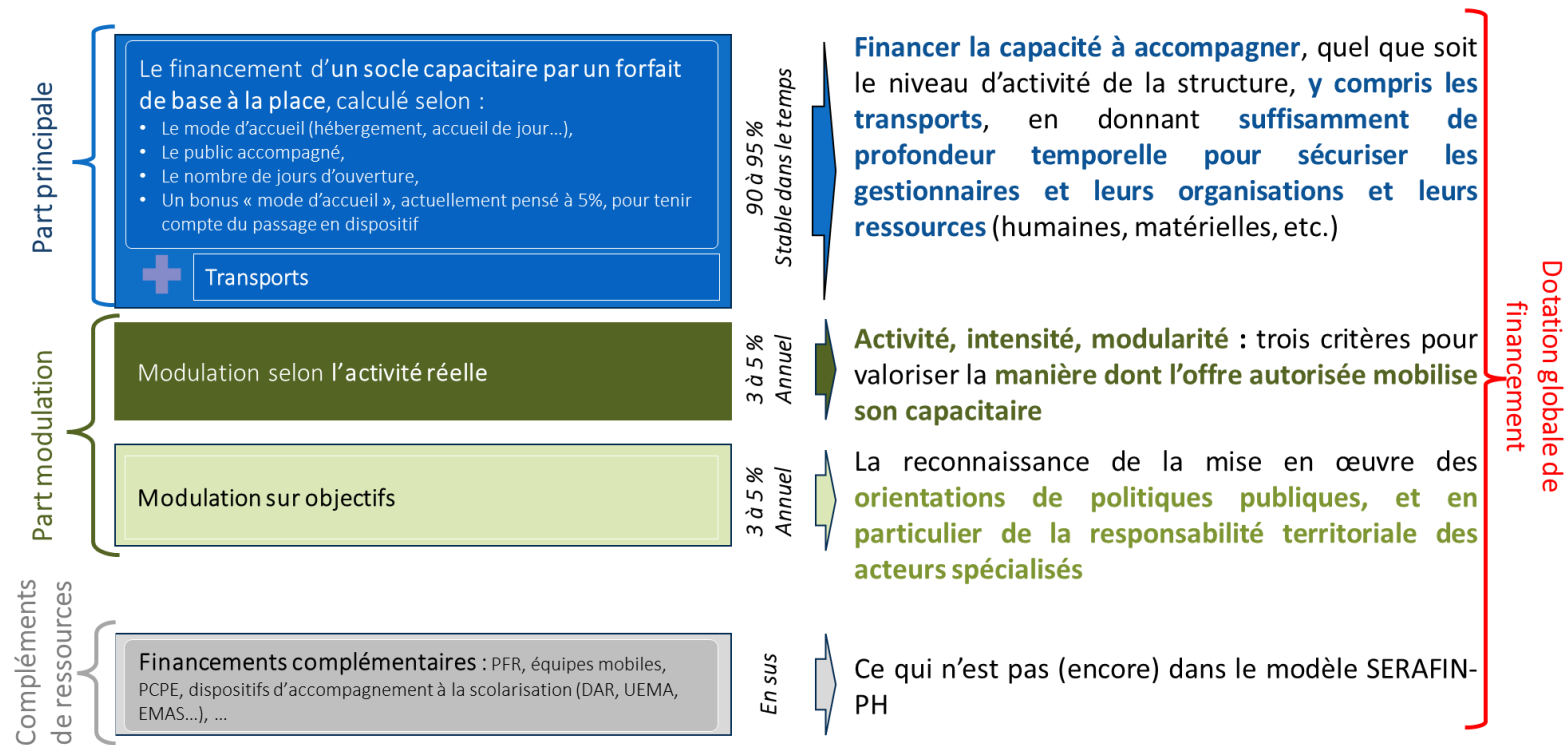 Part principale
Le financement d’un socle capacitaire par un forfait
de base à la place, calculé selon :
• Le mode d’accueil (hébergement, accueil de jour…),
• Le public accompagné,
• Le nombre de jours d’ouverture,
• Un bonus « mode d’accueil », actuellement pensé à 5%, pour tenir
compte du passage en dispositif
Transports
90 à 95 %
Stable dans le temps
Financer la capacité à accompagner, quel que soit
le niveau d’activité de la structure, y compris les
transports, en donnant suffisamment de
profondeur temporelle pour sécuriser les
gestionnaires et leurs organisations et leurs
ressources (humaines, matérielles, etc.)
Part modulation
Modulation selon l’activité réelle
3 à 5 %
Annuel
Activité, intensité, modularité : trois critères pour
valoriser la manière dont l’offre autorisée mobilise
son capacitaire
Modulation sur objectifs
3 à 5 %
Annuel
La reconnaissance de la mise en œuvre des
orientations de politiques publiques, et en
particulier de la responsabilité territoriale des
acteurs spécialisés
Compléments
de ressources
Financements complémentaires : PFR, équipes mobiles,
PCPE, dispositifs d’accompagnement à la scolarisation (DAR, UEMA,
EMAS…), …
En sus
Ce qui n’est pas (encore) dans le modèle SERAFIN-
PH
Dotation globale de
financement